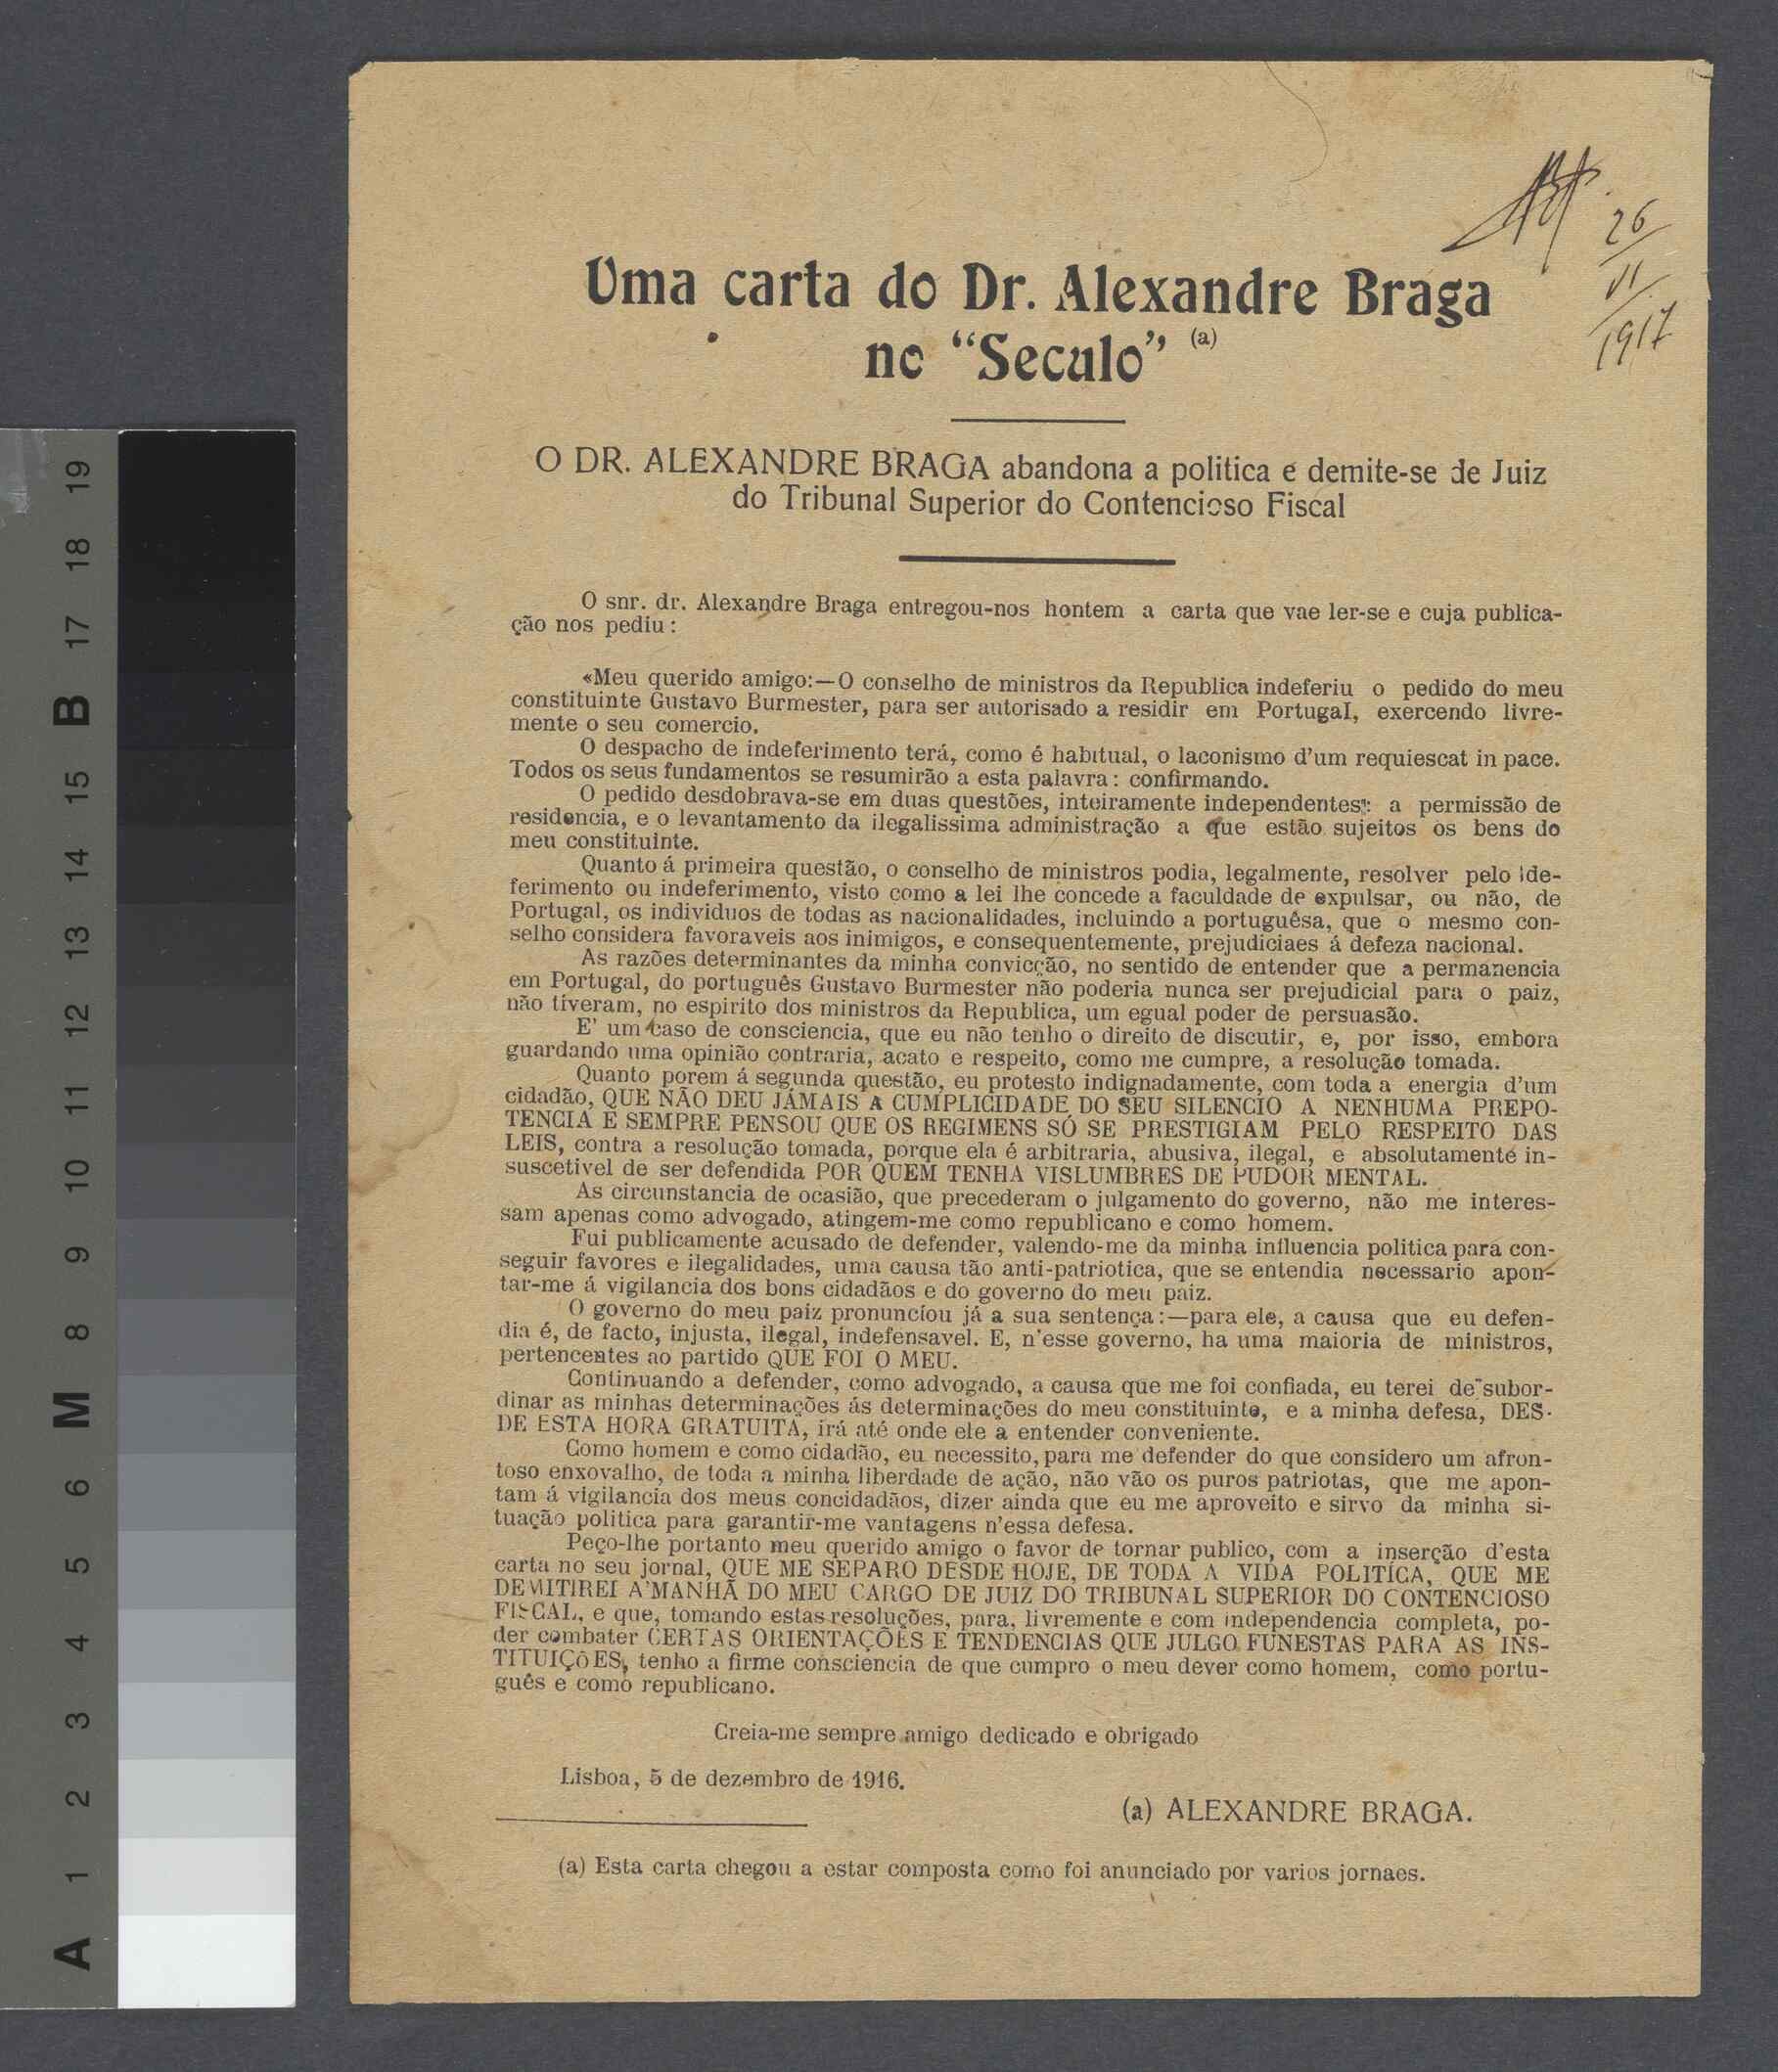 26
11
1917
Uma carta do Dr. Alexandre Braga
no “Seculo” (a)
O DR. ALEXANDRE BRAGA abandona a politica e demite-se de Juiz
do Tribunal Superior do Contencioso Fiscal
O snr. dr. Alexandre Braga entregou-nos hontem a carta que vae ler-se e cuja publica-
ção nos pediu:
«Meu querido amigo:—O conselho de ministros da Republica indeferiu o pedido do meu
constituinte Gustavo Burmester, para ser autorisado a residir em Portugal, exercendo livre-
mente o seu comercio.
O despacho de indeferimento terá, como é habitual, o laconismo d'um requiescat in pace.
Todos os seus fundamentos se resumirão a esta palavra: confirmando.
O pedido desdobrava-se em duas questões, inteiramente independentes: a permissão de
residencia, e o levantamento da ilegalissima administração a que estão sujeitos os bens do
meu constituinte.
Quanto á primeira questão, o conselho de ministros podia, legalmente, resolver pelo ide-
ferimento ou indeferimento, visto como a lei lhe concede a faculdade de expulsar, ou não, de
Portugal, os individuos de todas as nacionalidades, incluindo a portuguêsa, que o mesmo con-
selho considera favoraveis aos inimigos, e consequentemente, prejudiciaes á defeza nacional.
As razões determinantes da minha convicção, no sentido de entender que a permanencia
em Portugal, do português Gustavo Burmester não poderia nunca ser prejudicial para o paiz,
não tiveram, no espirito dos ministros da Republica, um egual poder de persuasão.
E' um caso de consciencia, que eu não tenho o direito de discutir, e, por isso, embora
guardando uma opinião contraria, acato e respeito, como me cumpre, a resolução tomada.
Quanto porem á segunda questão, eu protesto indignadamente, com toda a energia d'um
cidadão, QUE NÃO DEU JÁMAIS A CUMPLICIDADE DO SEU SILENCIO A NENHUMA PREPO-
TENCIA E SEMPRE PENSOU QUE OS REGIMENS SÓ SE PRESTIGIAM PELO RESPEITO DAS
LEIS, contra a resolução tomada, porque ela é arbitraria, abusiva, ilegal, e absolutamente in-
suscetivel de ser defendida POR QUEM TENHA VISLUMBRES DE PUDOR MENTAL.
As circunstancia de ocasião, que precederam o julgamento do governo, não me interes-
sam apenas como advogado, atingem-me como republicano e como homem.
Fui publicamente acusado de defender, valendo-me da minha influencia politica para con-
seguir favores e ilegalidades, uma causa tão anti-patriotica, que se entendia necessario apon-
tar-me á vigilancia dos bons cidadãos e do governo do meu paiz.
O governo do meu paiz pronunciou já a sua sentença:—para ele, a causa que eu defen-
dia é, de facto, injusta, ilegal, indefensavel. E, n'esse governo, ha uma maioria de ministros,
pertencentes ao partido QUE FOI O MEU.
Continuando a defender, como advogado, a causa que me foi confiada, eu terei de subor-
dinar as minhas determinações ás determinações do meu constituinte, e a minha defesa, DES-
DE ESTA HORA GRATUITA, irá até onde ele a entender conveniente.
Como homem e como cidadão, eu necessito, para me defender do que considero um afron-
toso enxovalho, de toda a minha liberdade de ação, não vão os puros patriotas, que me apon-
tam á vigilancia dos meus concidadãos, dizer ainda que eu me aproveito e sirvo da minha si-
tuação politica para garantir-me vantagens n'essa defesa.
Peço-lhe portanto meu querido amigo o favor de tornar publico, com a inserção d'esta
carta no seu jornal, QUE ME SEPARO DESDE HOJE, DE TODA A VIDA POLITICA, QUE ME
DEMITIREI A'MANHÃ DO MEU CARGO DE JUIZ DO TRIBUNAL SUPERIOR DO CONTENCIOSO
FISCAL, e que, tomando estas resoluções, para, livremente e com independencia completa, po-
der combater CERTAS ORIENTAÇÕES E TENDENCIAS QUE JULGO FUNESTAS PARA AS INS-
TITUIÇÕES, tenho a firme consciencia de que cumpro o meu dever como homem, como portu-
guês e como republicano.
Creia-me sempre amigo dedicado e obrigado
Lisboa, 5 de dezembro de 1916.
(a) ALEXANDRE BRAGA.
(a) Esta carta chegou a estar composta como foi anunciado por varios jornaes.
A 1 2 3 4 5 6 M 8 9 10 11 12 13 14 15 B 17 18 19